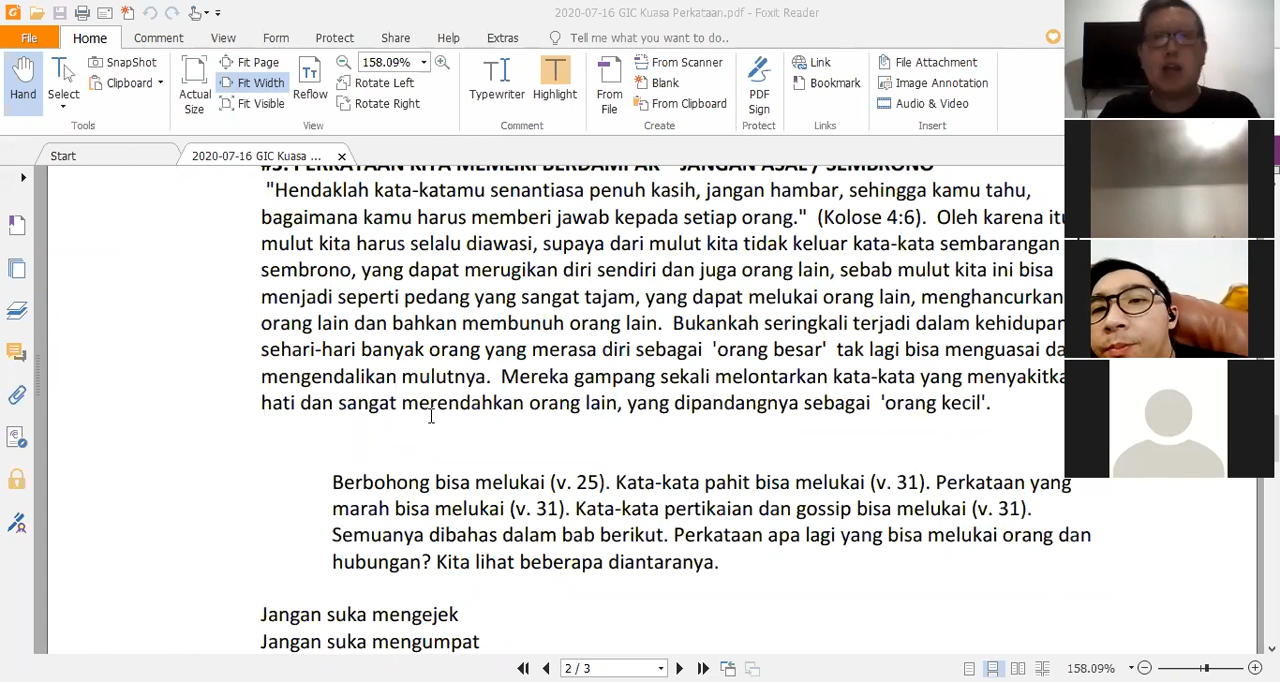 2020-07-16 GIC Kuasa Perkataan.pdf - Foxit Reader
File Home Comment View Form Protect Share Help Extras Tell me what you want to do..
SnapShot Fit Page 158.09% From Scanner Link File Attachment
Clipboard Fit Width Rotate Left Blank Bookmark Image Annotation
Hand Select Actual Size Fit Visible Reflow Rotate Right Typewriter Highlight From File From Clipboard PDF Sign Audio & Video
Tools View Comment Create Protect Links Insert
Start 2020-07-16 GIC Kuasa ...
PERKATAAN KITA MEMILIKI BERDAMPAK JANGAN ASAL / SEMBRONO
"Hendaklah kata-katamu senantiasa penuh kasih, jangan hambar, sehingga kamu tahu,
bagaimana kamu harus memberi jawab kepada setiap orang." (Kolose 4:6). Oleh karena itu
mulut kita harus selalu diawasi, supaya dari mulut kita tidak keluar kata-kata sembarangan
sembrono, yang dapat merugikan diri sendiri dan juga orang lain, sebab mulut kita ini bisa
menjadi seperti pedang yang sangat tajam, yang dapat melukai orang lain, menghancurkan
orang lain dan bahkan membunuh orang lain. Bukankah seringkali terjadi dalam kehidupan
sehari-hari banyak orang yang merasa diri sebagai 'orang besar' tak lagi bisa menguasai da
mengendalikan mulutnya. Mereka gampang sekali melontarkan kata-kata yang menyakitka
hati dan sangat merendahkan orang lain, yang dipandangnya sebagai 'orang kecil'.
Berbohong bisa melukai (v. 25). Kata-kata pahit bisa melukai (v. 31). Perkataan yang
marah bisa melukai (v. 31). Kata-kata pertikaian dan gossip bisa melukai (v. 31).
Semuanya dibahas dalam bab berikut. Perkataan apa lagi yang bisa melukai orang dan
hubungan? Kita lihat beberapa diantaranya.
Jangan suka mengejek
Jangan suka mengumpat
2 / 3 158.09%